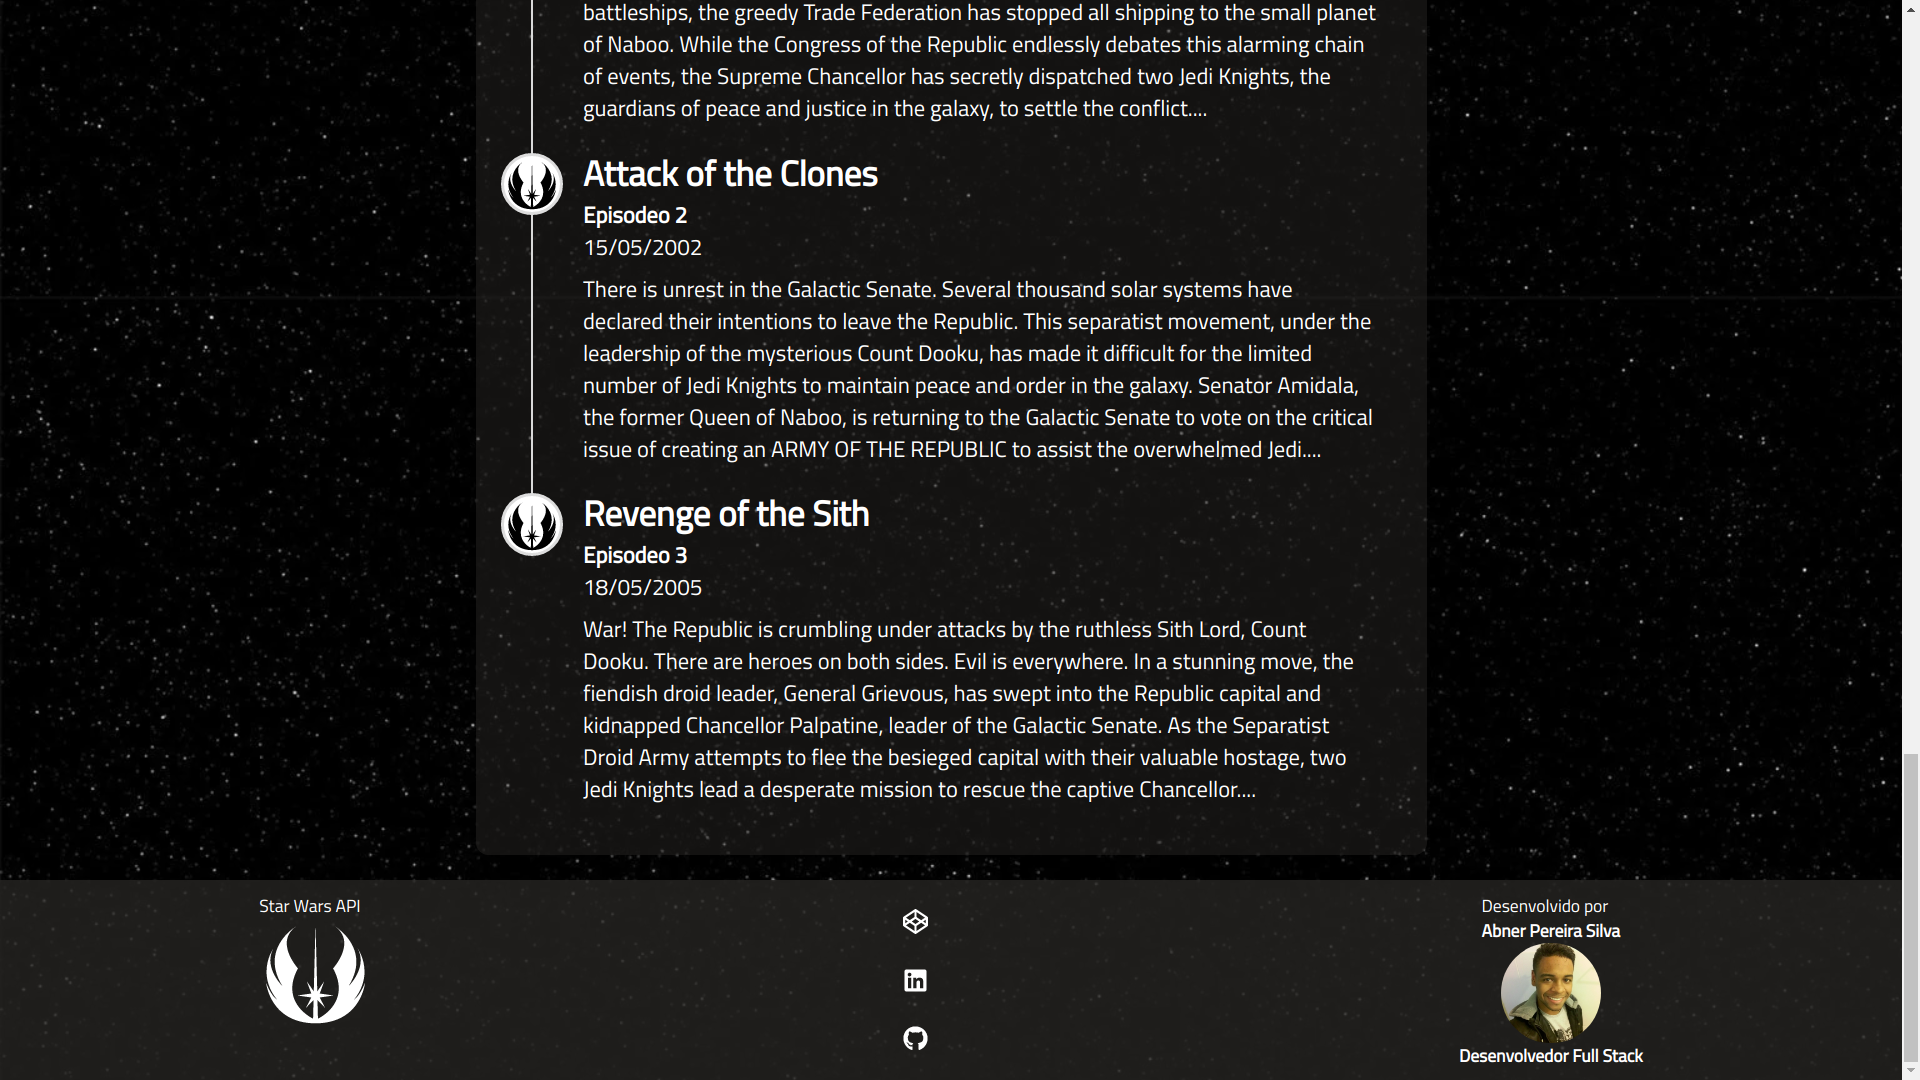 battleships, the greedy Trade Federation has stopped all shipping to the small planet
of Naboo. While the Congress of the Republic endlessly debates this alarming chain
of events, the Supreme Chancellor has secretly dispatched two Jedi Knights, the
guardians of peace and justice in the galaxy, to settle the conflict....
Attack of the Clones
Episodeo 2
15/05/2002
There is unrest in the Galactic Senate. Several thousand solar systems have
declared their intentions to leave the Republic. This separatist movement, under the
leadership of the mysterious Count Dooku, has made it difficult for the limited
number of Jedi Knights to maintain peace and order in the galaxy. Senator Amidala,
the former Queen of Naboo, is returning to the Galactic Senate to vote on the critical
issue of creating an ARMY OF THE REPUBLIC to assist the overwhelmed Jedi....
Revenge of the Sith
Episodeo 3
18/05/2005
War! The Republic is crumbling under attacks by the ruthless Sith Lord, Count
Dooku. There are heroes on both sides. Evil is everywhere. In a stunning move, the
fiendish droid leader, General Grievous, has swept into the Republic capital and
kidnapped Chancellor Palpatine, leader of the Galactic Senate. As the Separatist
Droid Army attempts to flee the besieged capital with their valuable hostage, two
Jedi Knights lead a desperate mission to rescue the captive Chancellor....
Star Wars API
in
Desenvolvido por
Abner Pereira Silva
Desenvolvedor Full Stack